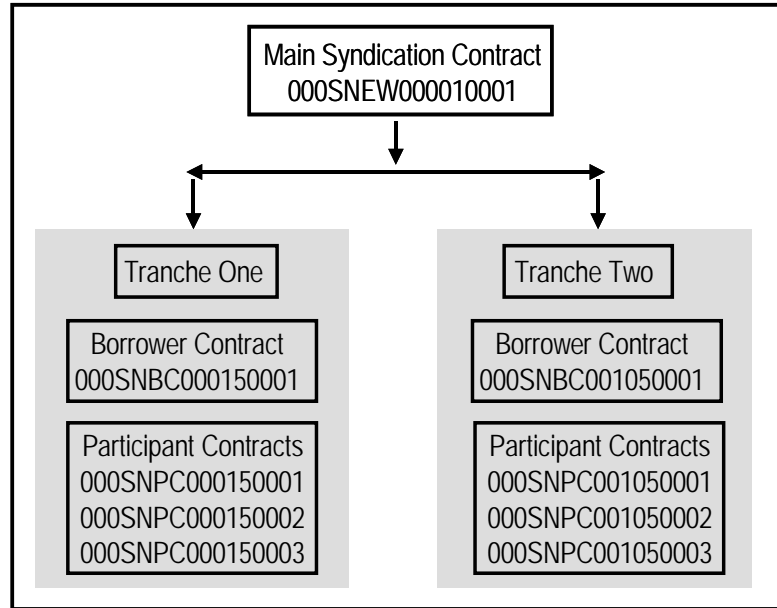 Main Syndication Contract
000SNEW000010001
Tranche One
Borrower Contract
000SNBC000150001
Participant Contracts
000SNPC000150001
000SNPC000150002
000SNPC000150003
Tranche Two
Borrower Contract
000SNBC001050001
Participant Contracts
000SNPC001050001
000SNPC001050002
000SNPC001050003